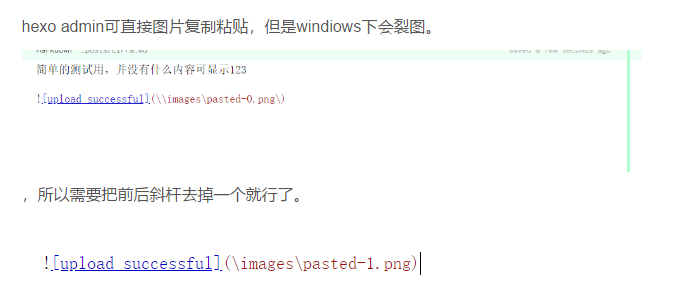 hexo admin可直接图片复制粘贴，但是windiows下会裂图。
saved a few seconds ago
简单的测试用，并没有什么内容可显示123
![upload successful](\\images\pasted-0.png\)
，所以需要把前后斜杆去掉一个就行了。
![upload successful](\images\pasted-1.png)